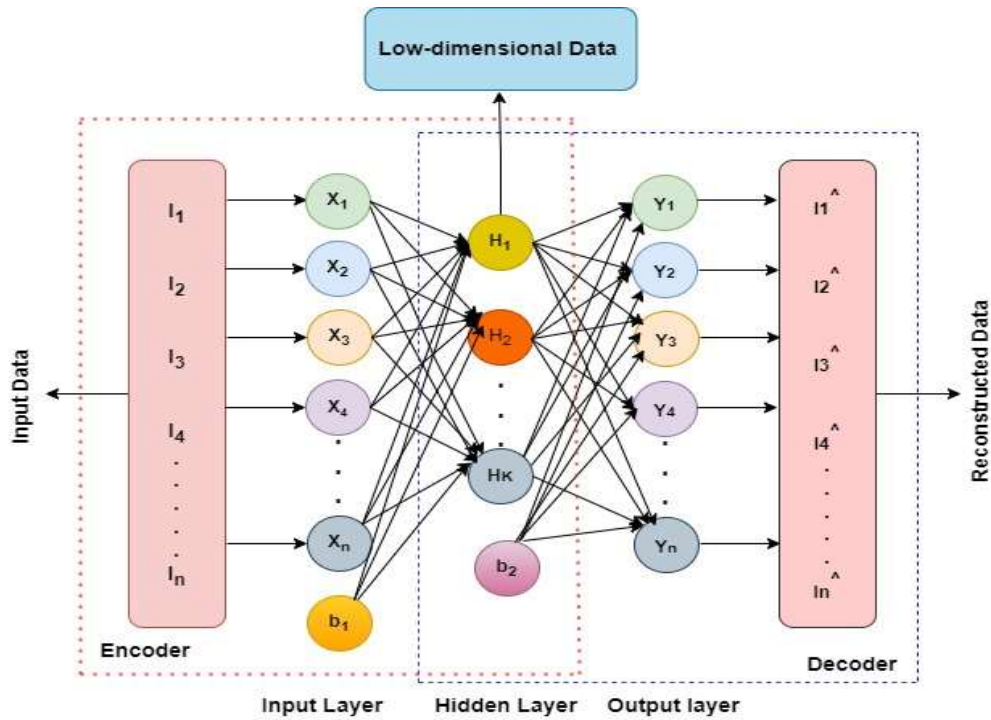 Low-dimensional Data
Input Data
I1
I2
I3
I4
In
Encoder
X1
X2
X3
X4
Xn
b1
H1
H2
HK
b2
Y1
Y2
Y3
Y4
Yn
I1^
I2^
I3^
I4^
In^
Decoder
Reconstructed Data
Input Layer
Hidden Layer
Output layer